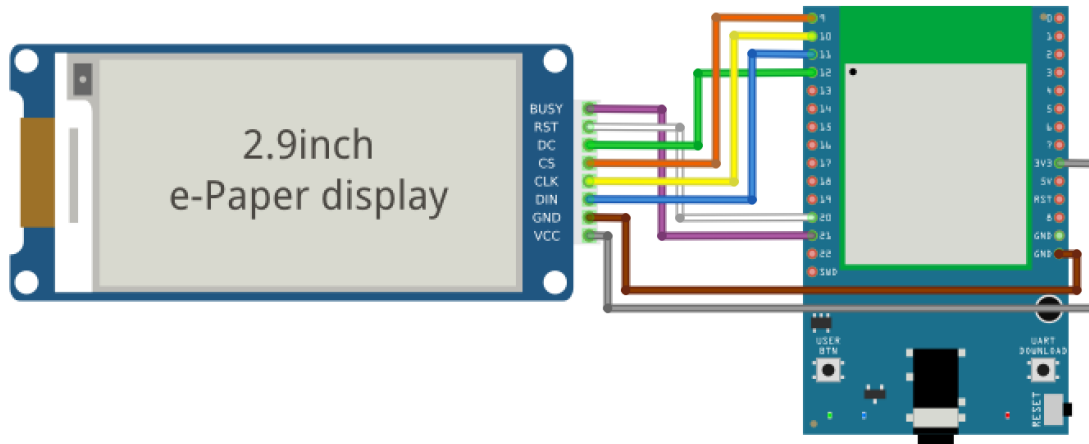 2.9inch
e-Paper display
BUSY
RST
DC
CS
CLK
DIN
GND
VCC
9
10
11
12
13
14
15
16
17
18
19
20
21
22
SWD
0
1
2
3
4
5
6
7
3V3
5V
RST
8
GND
GND
USER
BTN
UART
DOWNLOAD
RESET